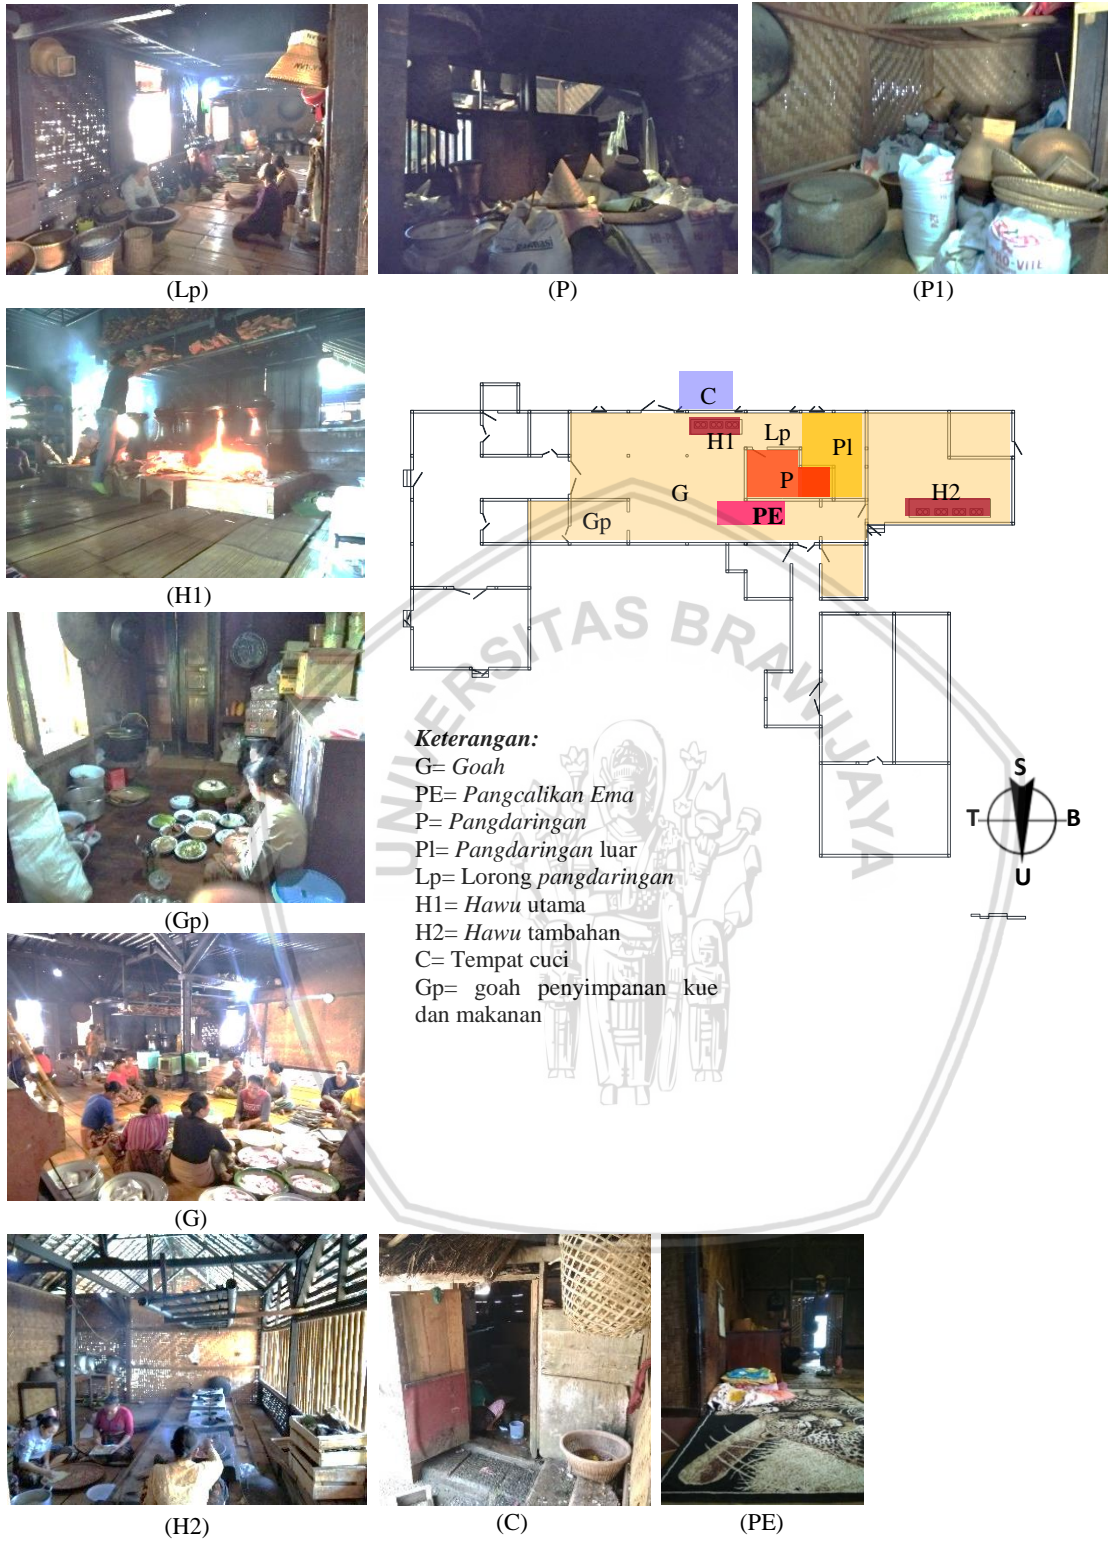 (Lp)
(P)
(P1)
(H1)
C
H1
Lp
Pl
P
G
H2
PE
Gp
UNIVERSITAS BRAWIJAYA
(Gp)
Keterangan:
G= Goah
PE= Pangcalikan Ema
P= Pangdaringan
Pl= Pangdaringan luar
Lp= Lorong pangdaringan
H1= Hawu utama
H2= Hawu tambahan
C= Tempat cuci
Gp= goah penyimpanan kue
dan makanan
S
T
B
U
(G)
(H2)
(C)
(PE)